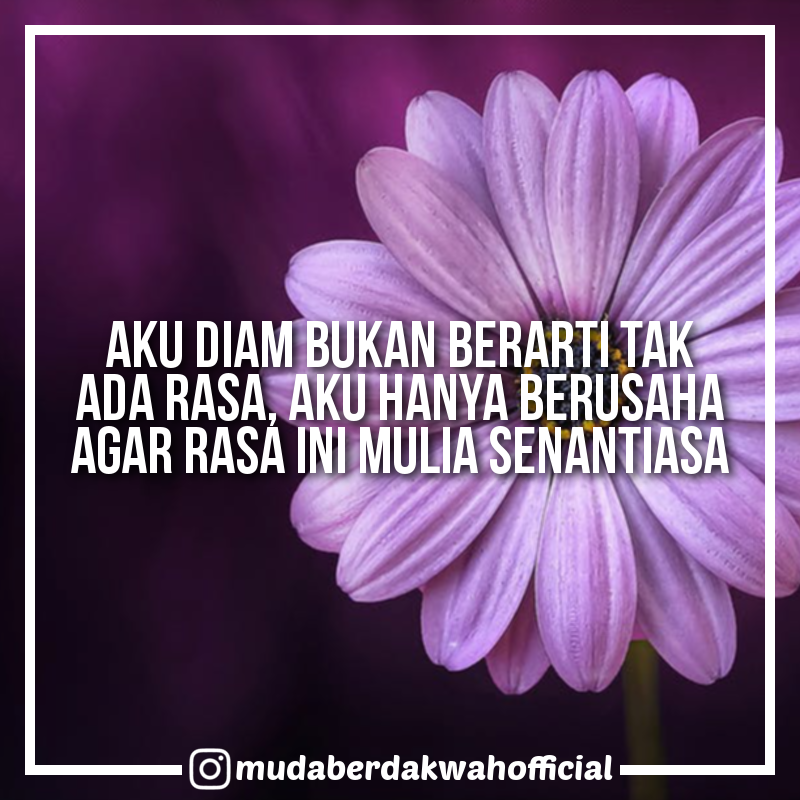 AKU DIAM BUKAN BERARTI TAK
ADA RASA, AKU HANYA BERUSAHA
AGAR RASA INI MULIA SENANTIASA
mudaberdakwahofficial